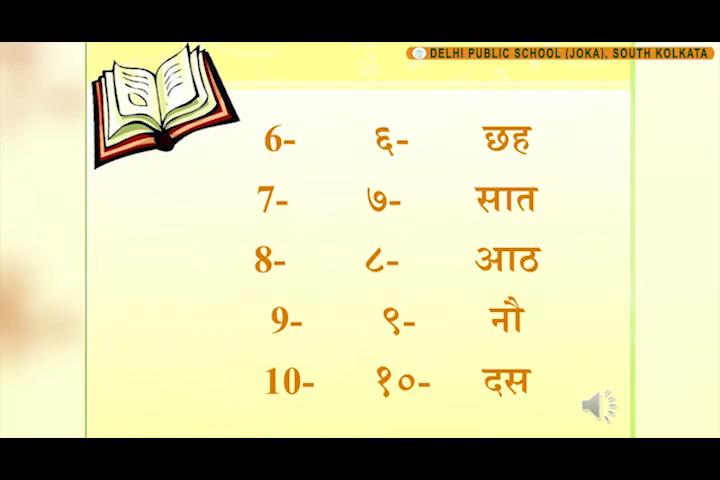 DELHI PUBLIC SCHOOL (JOKA), SOUTH KOLKATA
6- ६- छह
7- ७- सात
8- ८- आठ
9- ९- नौ
10- १०- दस